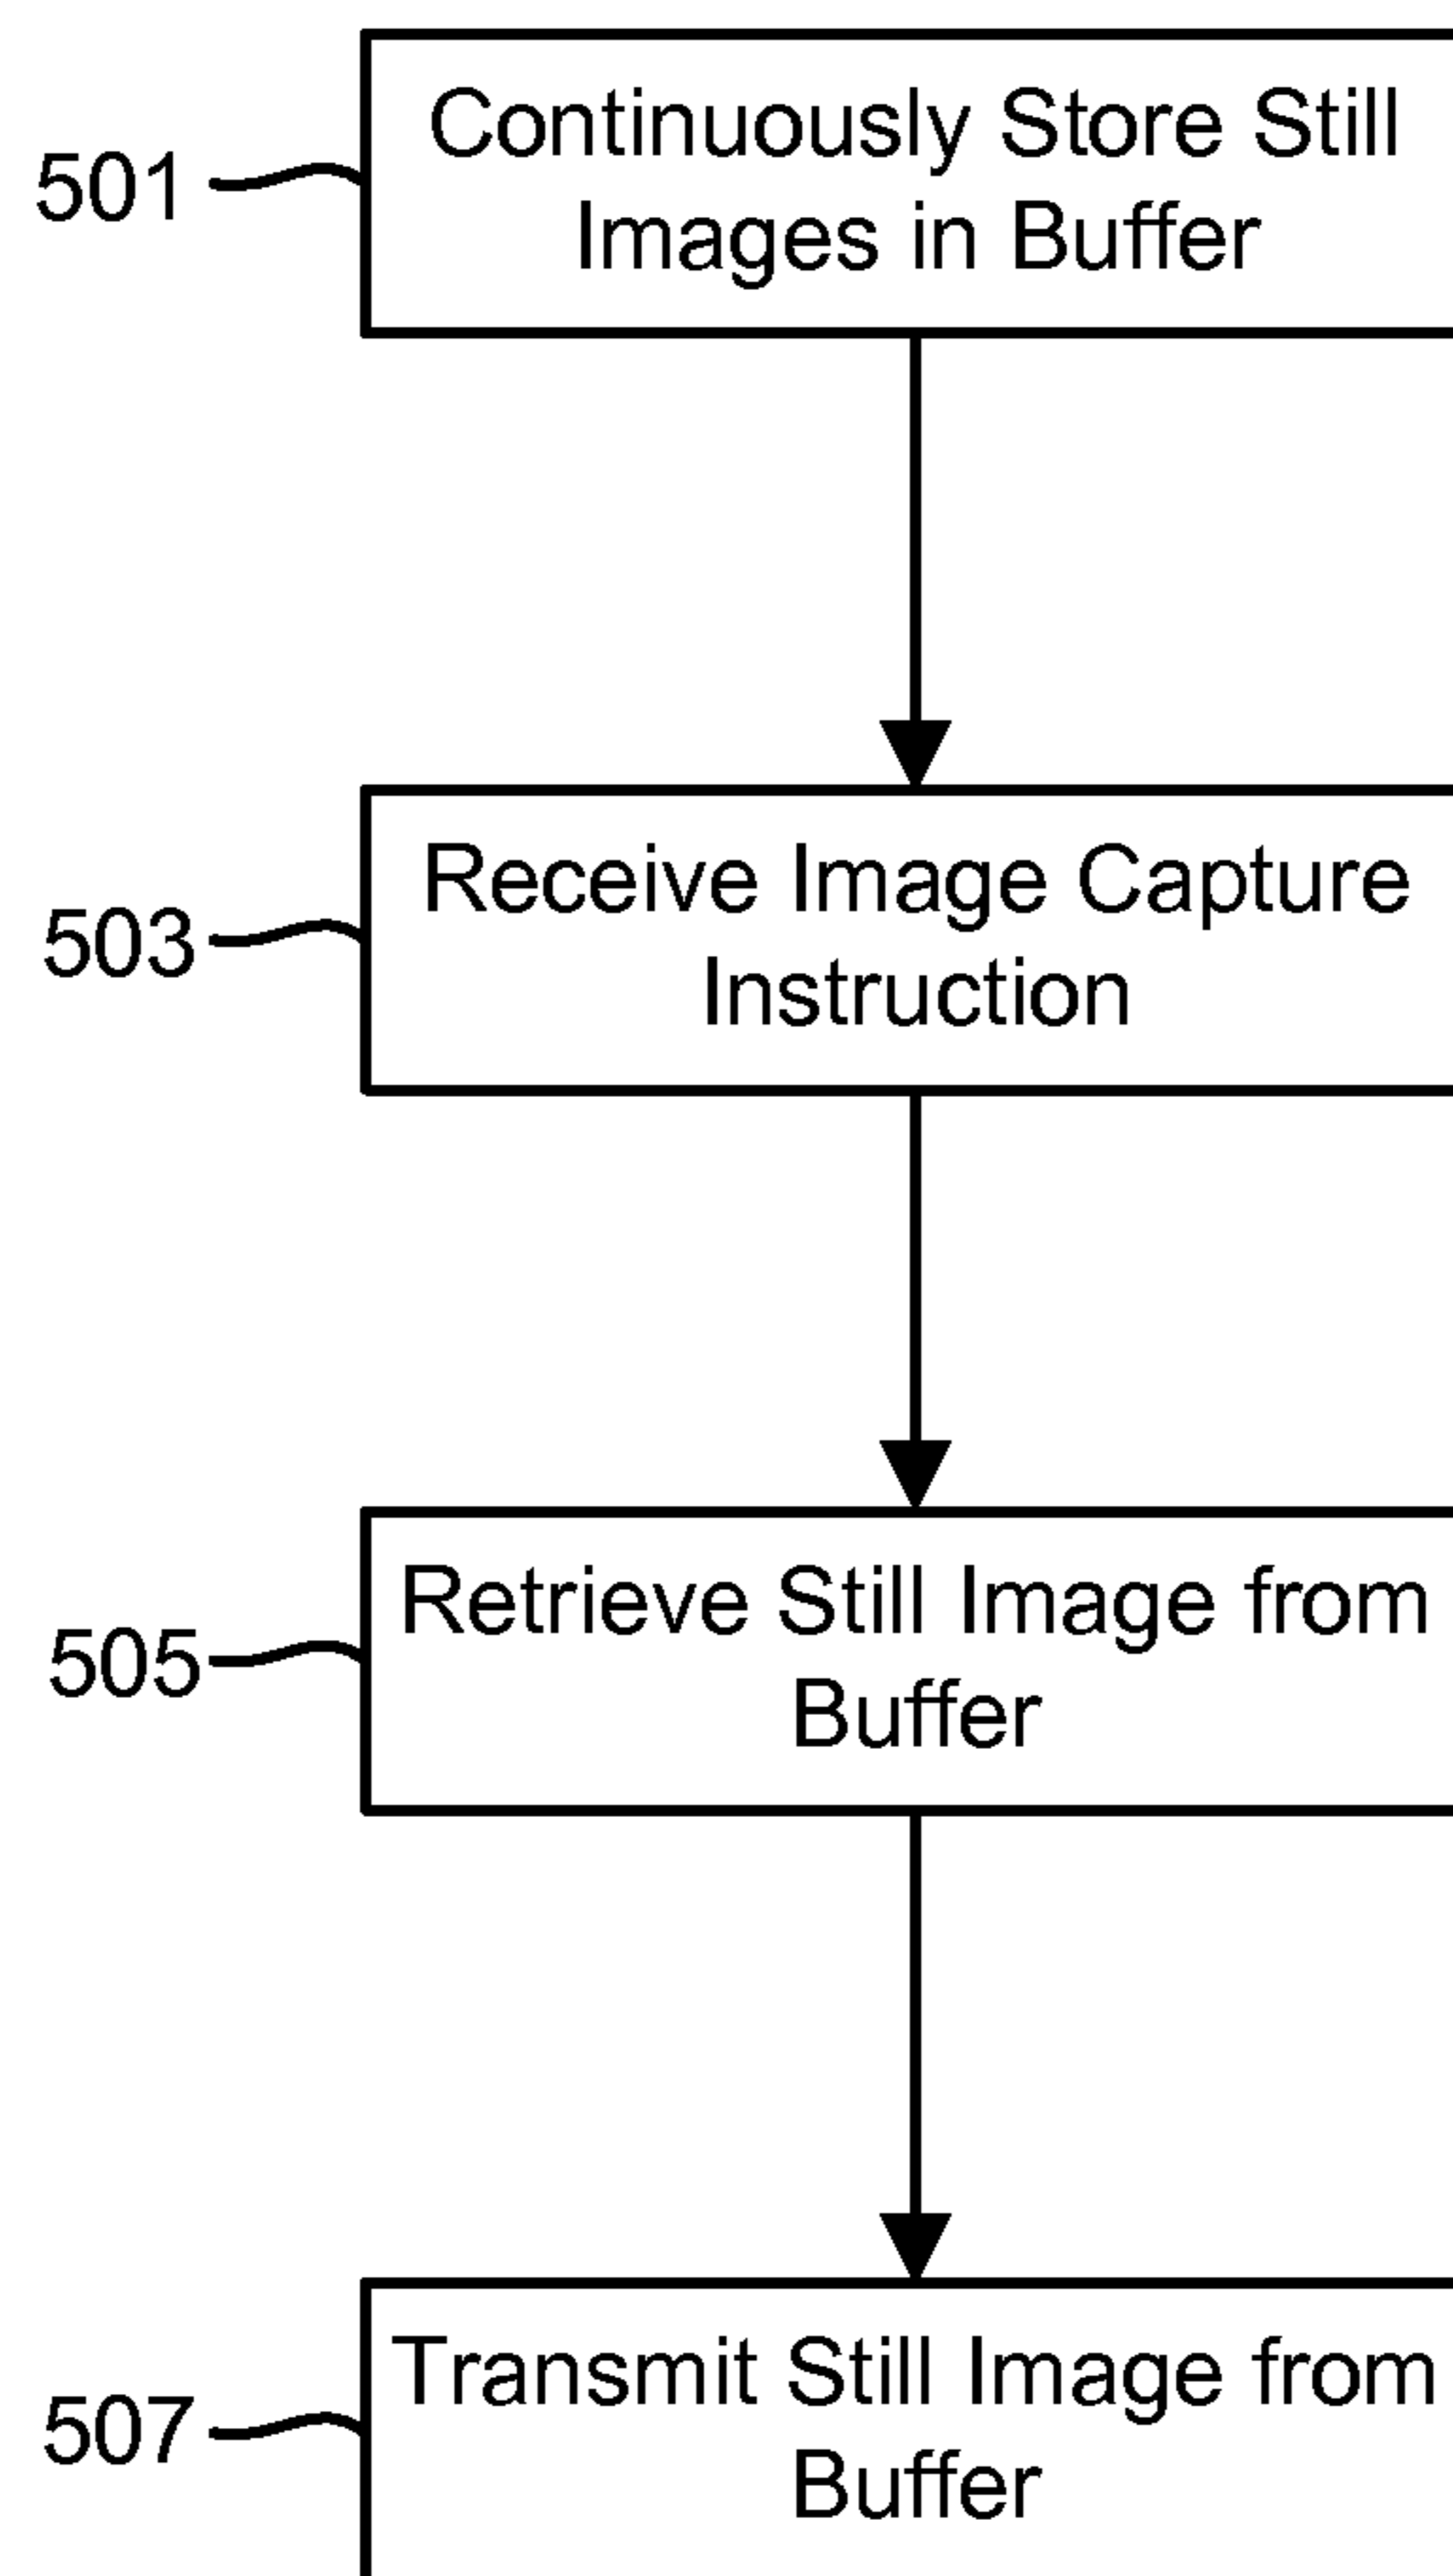 Continuously Store Still
Images in Buffer
501
Receive Image Capture
Instruction
503
Retrieve Still Image from
Buffer
505
Transmit Still Image from
Buffer
507